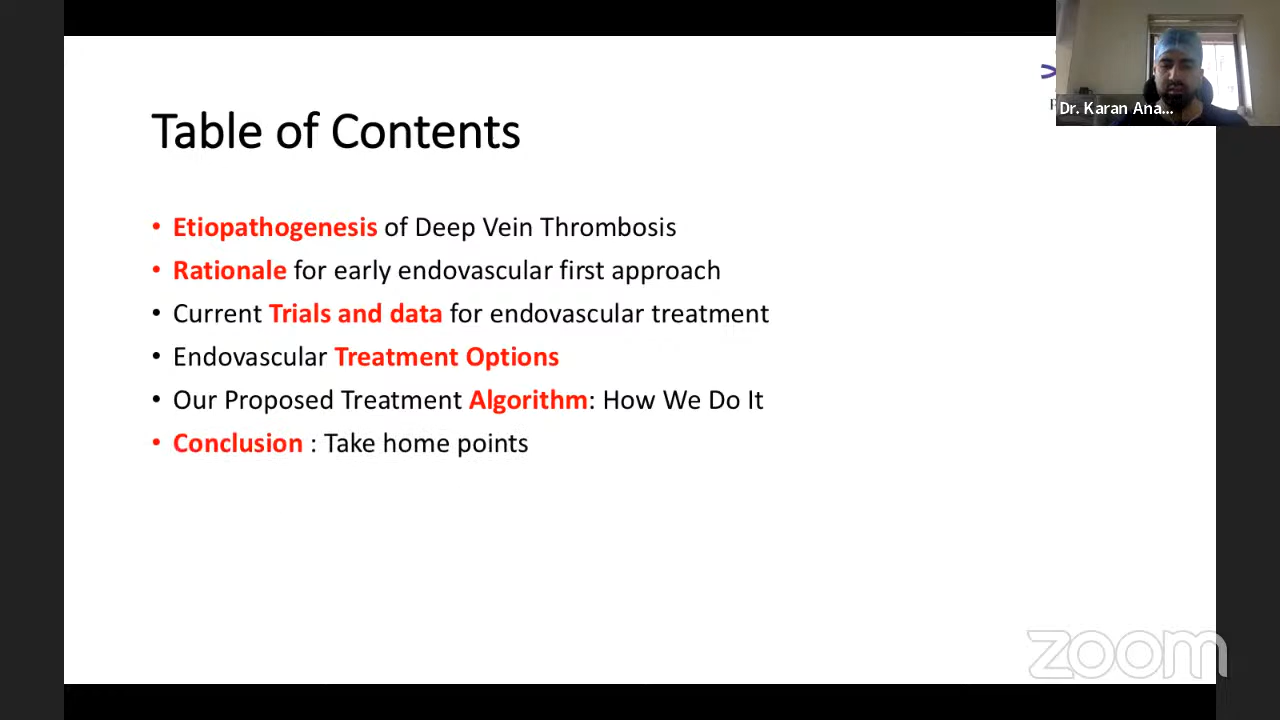 Table of Contents
• Etiopathogenesis of Deep Vein Thrombosis
• Rationale for early endovascular first approach
• Current Trials and data for endovascular treatment
• Endovascular Treatment Options
• Our Proposed Treatment Algorithm: How We Do It
• Conclusion : Take home points
Dr. Karan Ana...
zoom